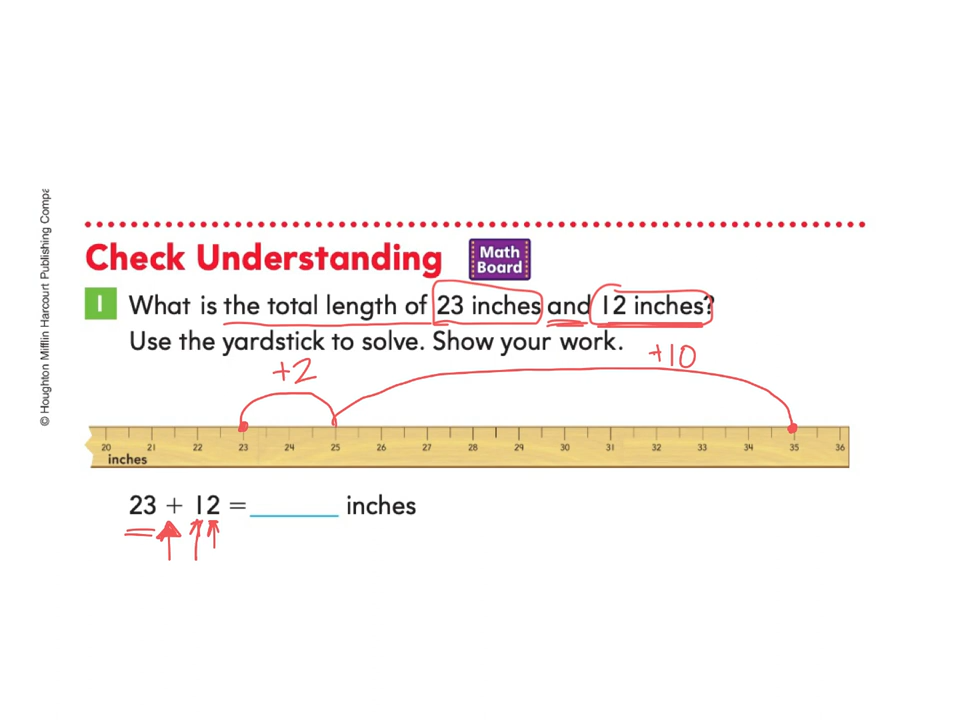 © Houghton Mifflin Harcourt Publishing Compa
Check Understanding
Math
Board
1 What is the total length of 23 inches and 12 inches?
Use the yardstick to solve. Show your work.
+2 +10
20 21 22 23 24 25 26 27 28 29 30 31 32 33 34 35 36
inches
23 + 12 = ______ inches